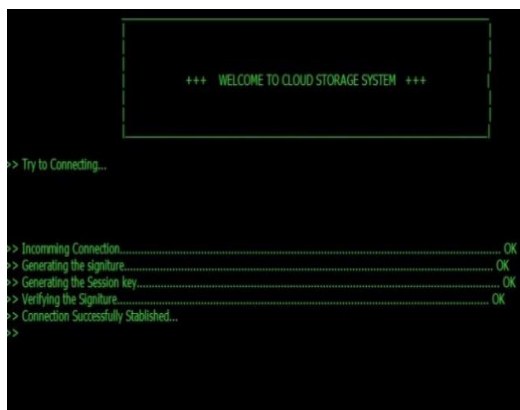 +++ WELCOME TO CLOUD STORAGE SYSTEM +++
>> Try to Connecting...
>> Incomming Connection.................................................................................................... OK
>> Generating the signiture.................................................................................................... OK
>> Generating the Session key.................................................................................................... OK
>> Verifying the Signiture.................................................................................................... OK
>> Connection Successfully Stablished...
>>